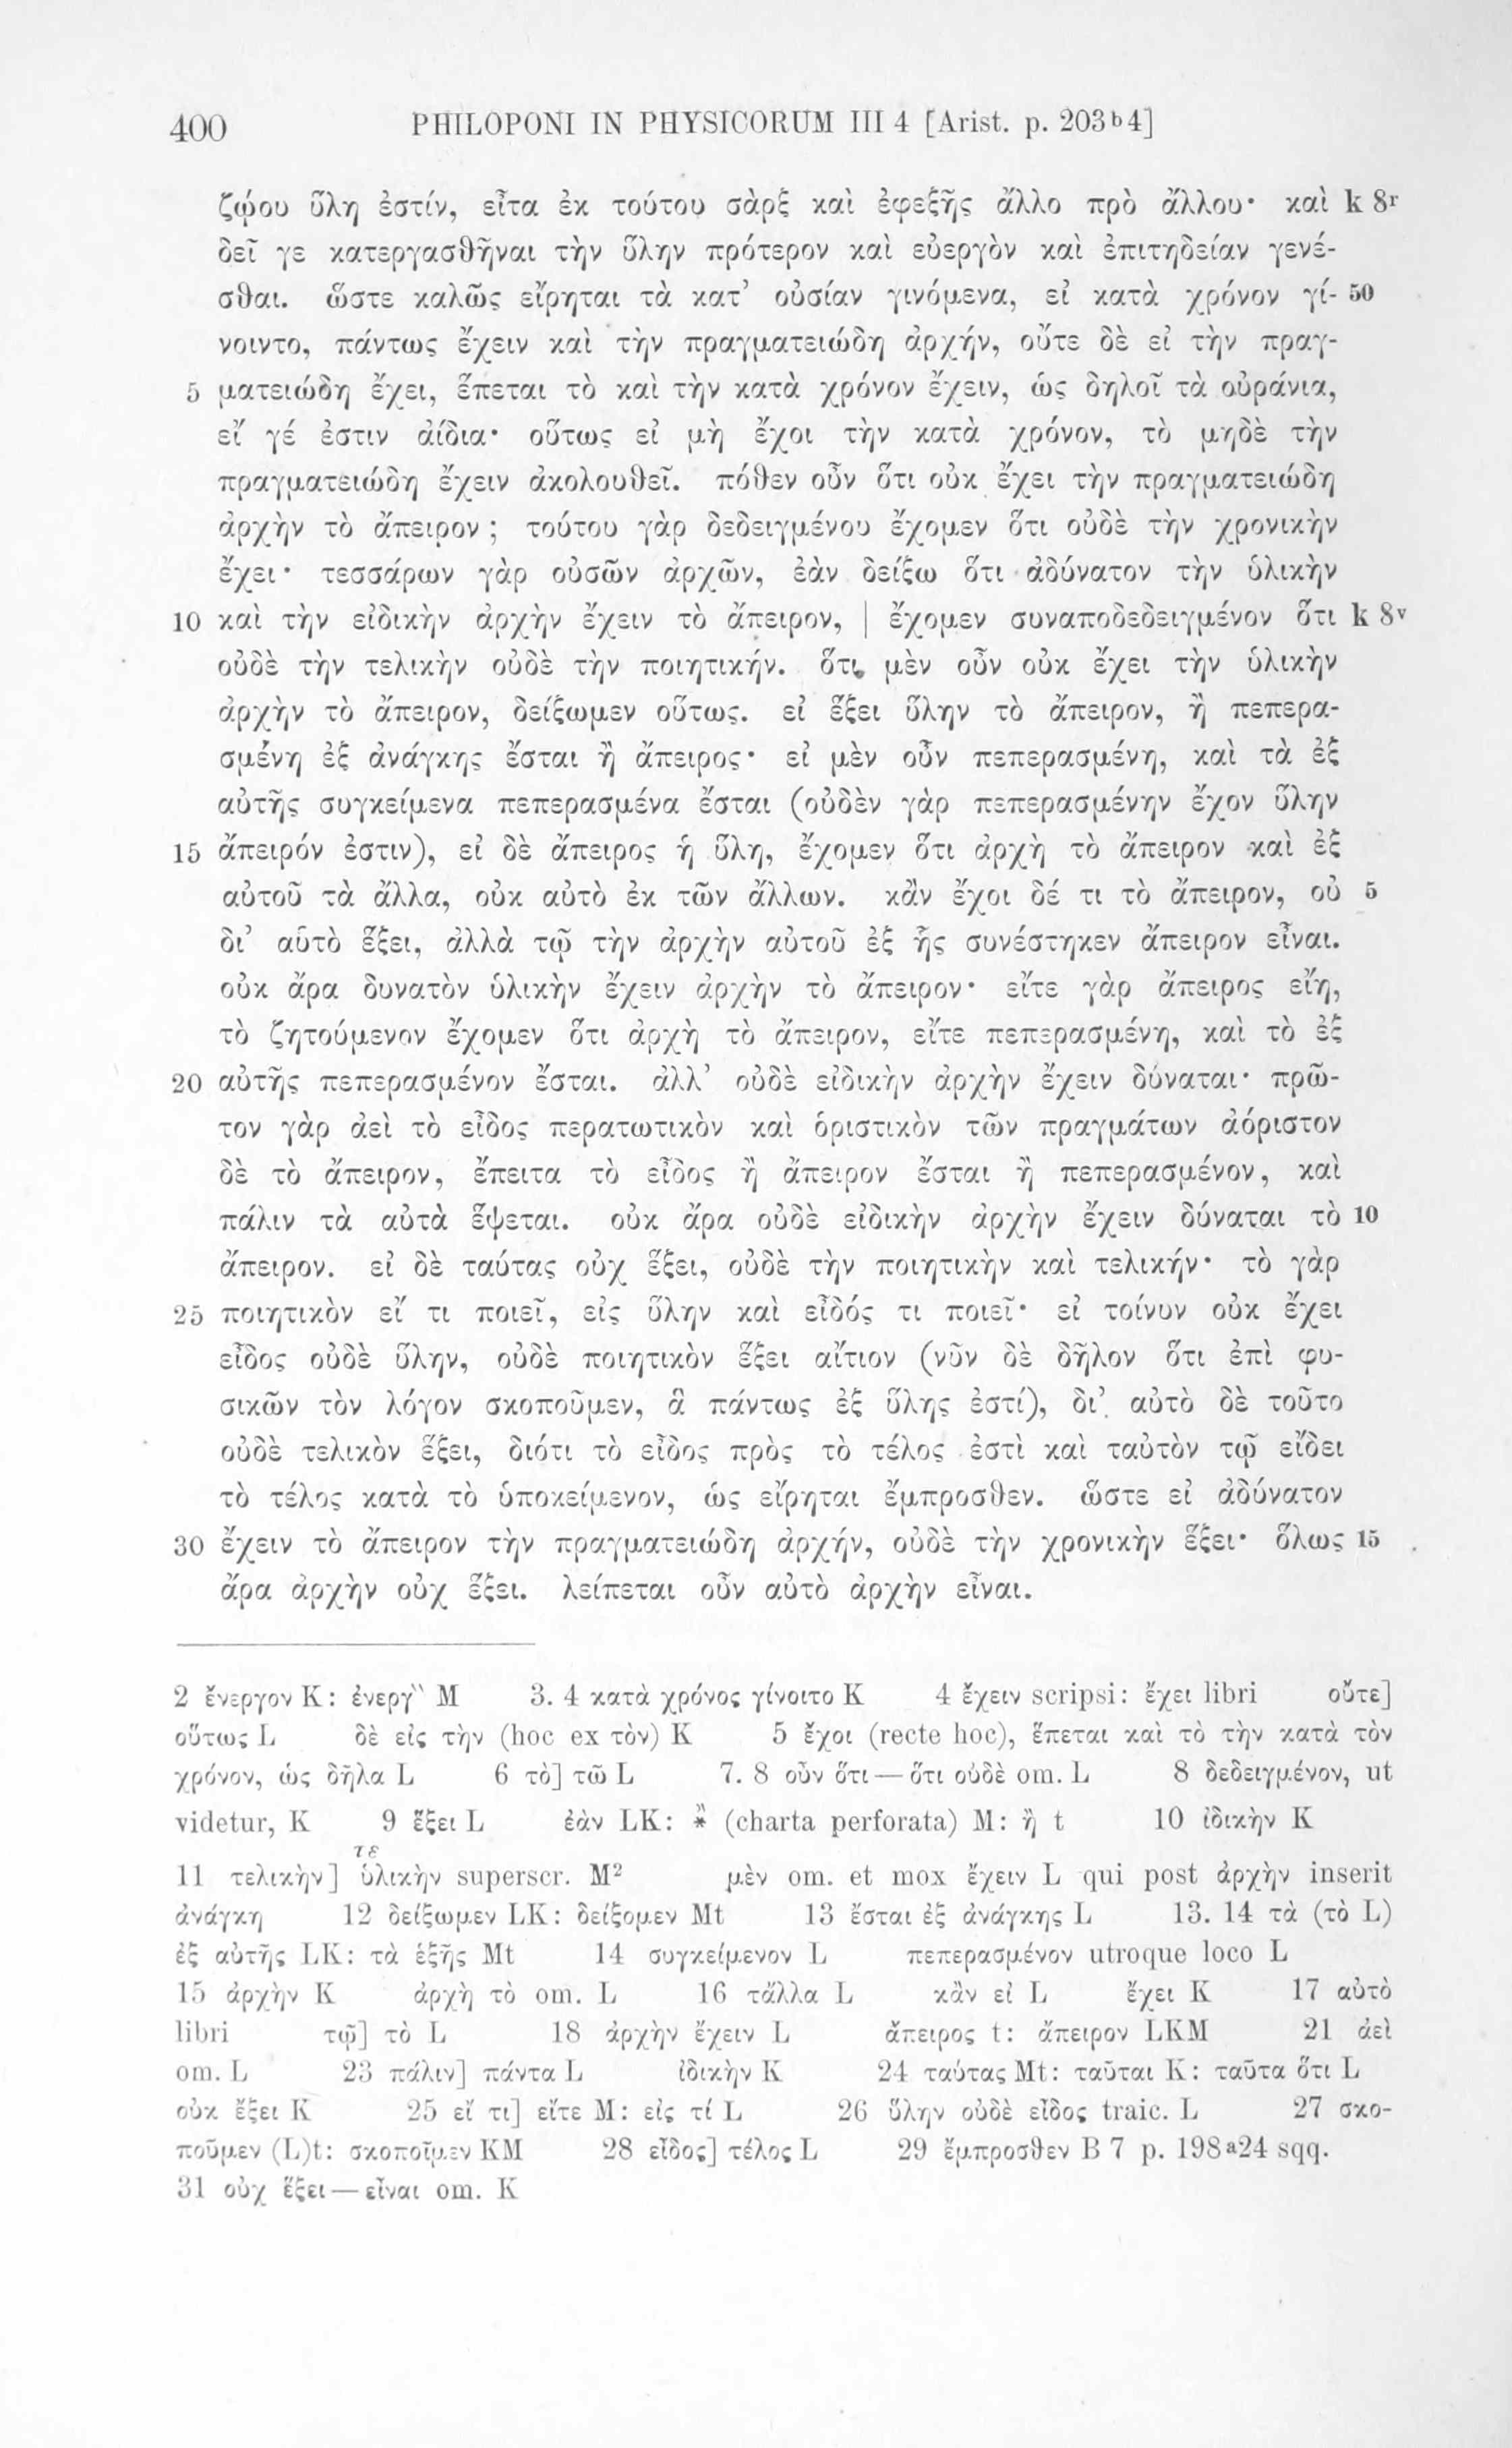 400 PHILOPONI IN PHYSICORUM III 4 [Arist. p. 203b4]
ζῴου ὕλη ἐστίν, εἶτα ἐκ τούτου σὰρξ καὶ ἐφεξῆς ἄλλο πρὸ ἄλλου· καὶ k 8r
δεῖ γε κατεργασθῆναι τὴν ὕλην πρότερον καὶ εὐεργὸν καὶ ἐπιτηδείαν γενέ-
σθαι. ὥστε καλῶς εἴρηται τὰ κατ’ οὐσίαν γινόμενα, εἰ κατὰ χρόνον γί- 50
νοιντο, πάντως ἔχειν καὶ τὴν πραγματειώδη ἀρχήν, οὔτε δὲ εἰ τὴν πραγ-
5 ματειώδη ἔχει, ἕπεται τὸ καὶ τὴν κατὰ χρόνον ἔχειν, ὡς δηλοῖ τὰ οὐράνια,
εἴ γέ ἐστιν ἀίδια· οὕτως εἰ μὴ ἔχοι τὴν κατὰ χρόνον, τὸ μηδὲ τὴν
πραγματειώδη ἔχειν ἀκολουθεῖ. πόθεν οὖν ὅτι οὐκ ἔχει τὴν πραγματειώδη
ἀρχὴν τὸ ἄπειρον; τούτου γὰρ δεδειγμένου ἔχομεν ὅτι οὐδὲ τὴν χρονικὴν
ἔχει· τεσσάρων γὰρ οὐσῶν ἀρχῶν, ἐὰν δείξω ὅτι ἀδύνατον τὴν ὑλικὴν
10 καὶ τὴν εἰδικὴν ἀρχὴν ἔχειν τὸ ἄπειρον, | ἔχομεν συναποδεδειγμένον ὅτι k 8v
οὐδὲ τὴν τελικὴν οὐδὲ τὴν ποιητικήν. ὅτι μὲν οὖν οὐκ ἔχει τὴν ὑλικὴν
ἀρχὴν τὸ ἄπειρον, δείξωμεν οὕτως. εἰ ἕξει ὕλην τὸ ἄπειρον, ἢ πεπερα-
σμένη ἐξ ἀνάγκης ἔσται ἢ ἄπειρος· εἰ μὲν οὖν πεπερασμένη, καὶ τὰ ἐξ
αὐτῆς συγκείμενα πεπερασμένα ἔσται (οὐδὲν γὰρ πεπερασμένην ἔχον ὕλην
15 ἄπειρόν ἐστιν), εἰ δὲ ἄπειρος ἡ ὕλη, ἔχομεν ὅτι ἀρχὴ τὸ ἄπειρον καὶ ἐξ
αὐτοῦ τὰ ἄλλα, οὐκ αὐτὸ ἐκ τῶν ἄλλων. κἂν ἔχοι δέ τι τὸ ἄπειρον, οὐ 5
δι’ αὑτὸ ἕξει, ἀλλὰ τῷ τὴν ἀρχὴν αὐτοῦ ἐξ ἧς συνέστηκεν ἄπειρον εἶναι.
οὐκ ἄρα δυνατὸν ὑλικὴν ἔχειν ἀρχὴν τὸ ἄπειρον· εἴτε γὰρ ἄπειρος εἴη,
τὸ ζητούμενον ἔχομεν ὅτι ἀρχὴ τὸ ἄπειρον, εἴτε πεπερασμένη, καὶ τὸ ἐξ
20 αὐτῆς πεπερασμένον ἔσται. ἀλλ’ οὐδὲ εἰδικὴν ἀρχὴν ἔχειν δύναται· πρῶ-
τον γὰρ ἀεὶ τὸ εἶδος περατωτικὸν καὶ ὁριστικὸν τῶν πραγμάτων ἀόριστον
δὲ τὸ ἄπειρον, ἔπειτα τὸ εἶδος ἢ ἄπειρον ἔσται ἢ πεπερασμένον, καὶ
πάλιν τὰ αὐτὰ ἕψεται. οὐκ ἄρα οὐδὲ εἰδικὴν ἀρχὴν ἔχειν δύναται τὸ 10
ἄπειρον. εἰ δὲ ταύτας οὐχ ἕξει, οὐδὲ τὴν ποιητικὴν καὶ τελικήν· τὸ γὰρ
25 ποιητικὸν εἴ τι ποιεῖ, εἰς ὕλην καὶ εἶδός τι ποιεῖ· εἰ τοίνυν οὐκ ἔχει
εἶδος οὐδὲ ὕλην, οὐδὲ ποιητικὸν ἕξει αἴτιον (νῦν δὲ δῆλον ὅτι ἐπὶ φυ-
σικῶν τὸν λόγον σκοποῦμεν, ἃ πάντως ἐξ ὕλης ἐστί), δι’ αὐτὸ δὲ τοῦτο
οὐδὲ τελικὸν ἕξει, διότι τὸ εἶδος πρὸς τὸ τέλος ἐστὶ καὶ ταὐτὸν τῷ εἴδει
τὸ τέλος κατὰ τὸ ὑποκείμενον, ὡς εἴρηται ἔμπροσθεν. ὥστε εἰ ἀδύνατον
30 ἔχειν τὸ ἄπειρον τὴν πραγματειώδη ἀρχήν, οὐδὲ τὴν χρονικὴν ἕξει· ὅλως 15
ἄρα ἀρχὴν οὐχ ἕξει. λείπεται οὖν αὐτὸ ἀρχὴν εἶναι.
2 ἔνεργον K: ἐνεργ` M 3. 4 κατὰ χρόνος γίνοιτο K 4 ἔχειν scripsi: ἔχει libri οὔτε]
οὕτως L δὲ εἰς τὴν (hoc ex τὸν) K 5 ἔχοι (recte hoc), ἕπεται καὶ τὸ τὴν κατὰ τὸν
χρόνον, ὡς δῆλα L 6 τὸ] τῶ L 7. 8 οὖν ὅτι — ὅτι οὐδὲ om. L 8 δεδειγμένον, ut
videtur, K 9 ἕξει L ἐὰν LK: * (charta perforata) M: ἢ t 10 ἰδικὴν K
11 τελικὴν] ὑλικὴν τε superscr. M² μὲν om. et mox ἔχειν L qui post ἀρχὴν inserit
ἀνάγκη 12 δείξωμεν LK: δείξομεν Mt 13 ἔσται ἐξ ἀνάγκης L 13. 14 τὰ (τὸ L)
ἐξ αὐτῆς LK: τὰ ἑξῆς Mt 14 συγκείμενον L πεπερασμένον utroque loco L
15 ἀρχὴν K ἀρχὴ τὸ om. L 16 τἄλλα L κἂν εἰ L ἔχει K 17 αὐτὸ
libri τῷ] τὸ L 18 ἀρχὴν ἔχειν L ἄπειρος t: ἄπειρον LKM 21 ἀεὶ
om. L 23 πάλιν] πάντα L ἰδικὴν K 24 ταύτας Mt: ταῦται K: ταῦτα ὅτι L
οὐκ ἕξει K 25 εἴ τι] εἴτε M: εἰς τί L 26 ὕλην οὐδὲ εἶδος traic. L 27 σκο-
ποῦμεν (L)t: σκοποῖμεν KM 28 εἶδος] τέλος L 29 ἔμπροσθεν B 7 p. 198a24 sqq.
31 οὐχ ἕξει — εἶναι om. K